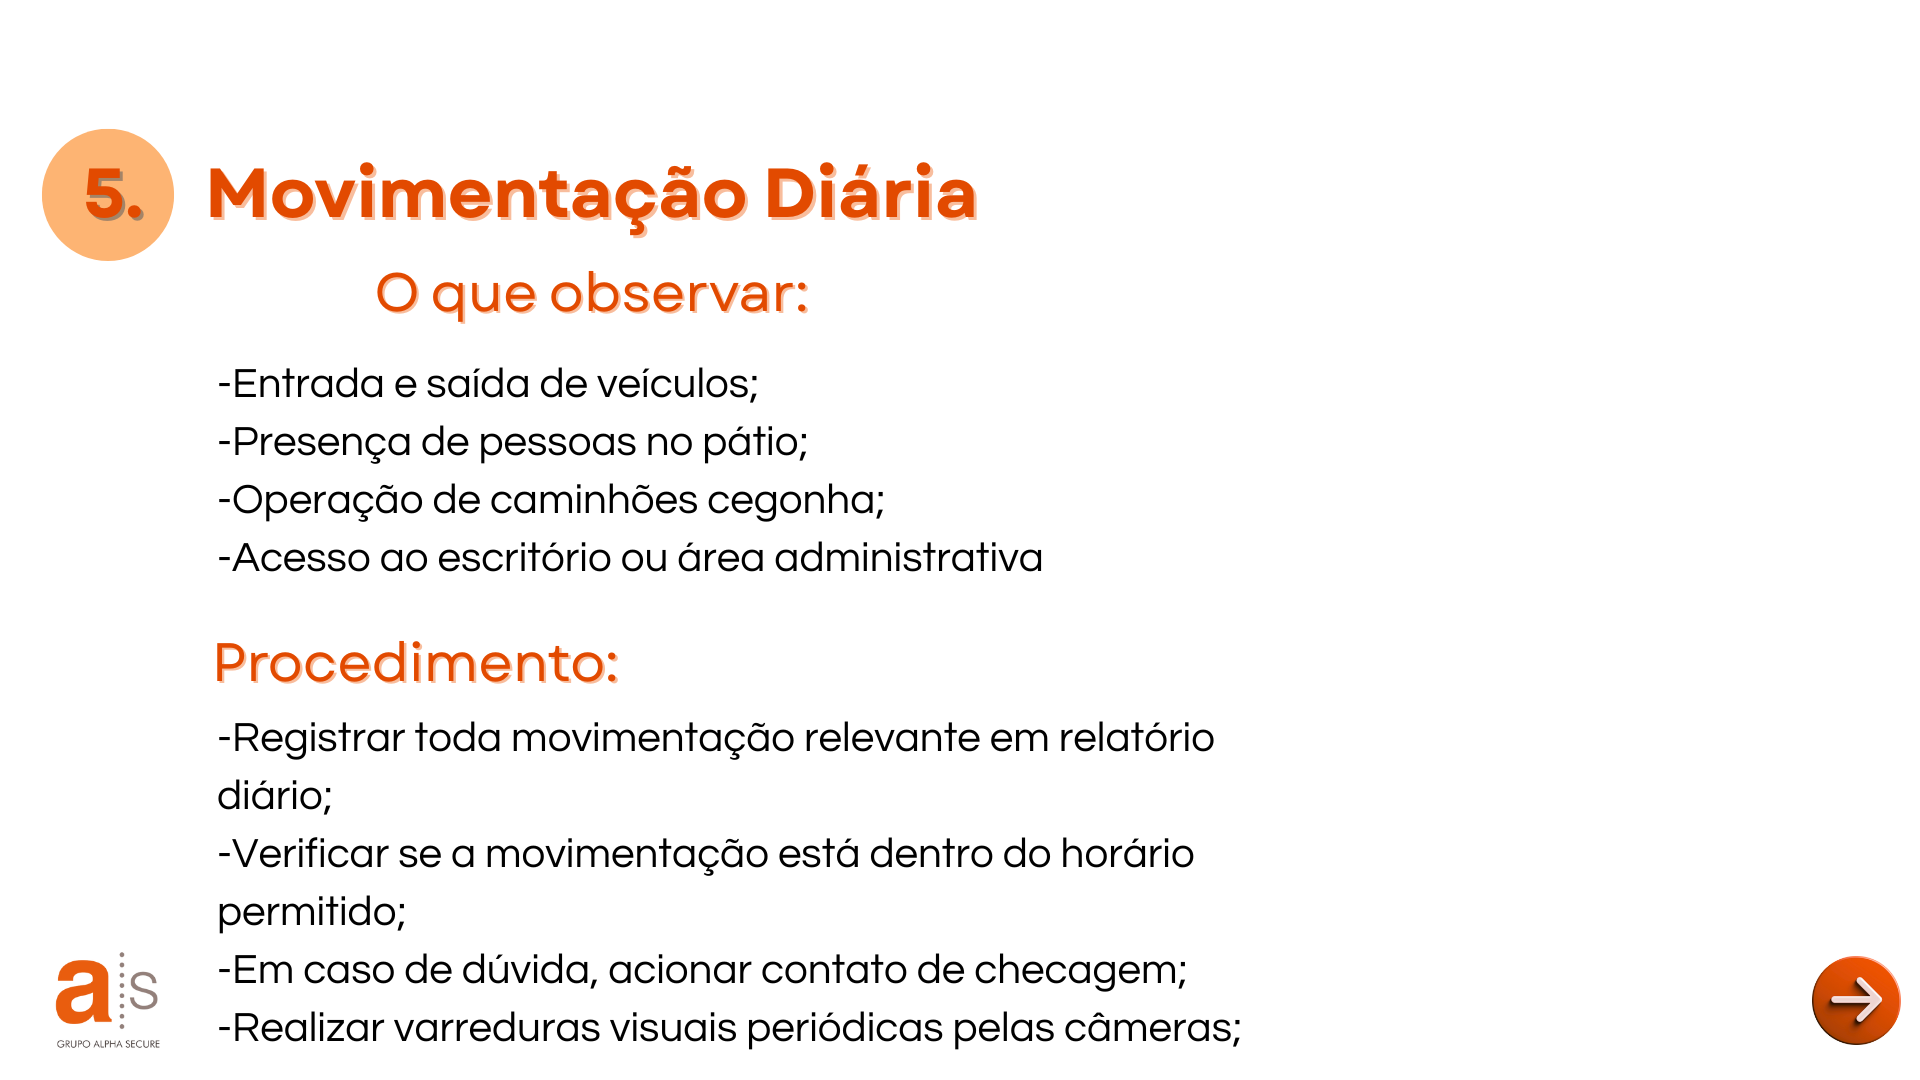 5. Movimentação Diária
O que observar:
-Entrada e saída de veículos;
-Presença de pessoas no pátio;
-Operação de caminhões cegonha;
-Acesso ao escritório ou área administrativa
Procedimento:
-Registrar toda movimentação relevante em relatório
diário;
-Verificar se a movimentação está dentro do horário
permitido;
-Em caso de dúvida, acionar contato de checagem;
-Realizar varreduras visuais periódicas pelas câmeras;
a s
GRUPO ALPHA SECURE